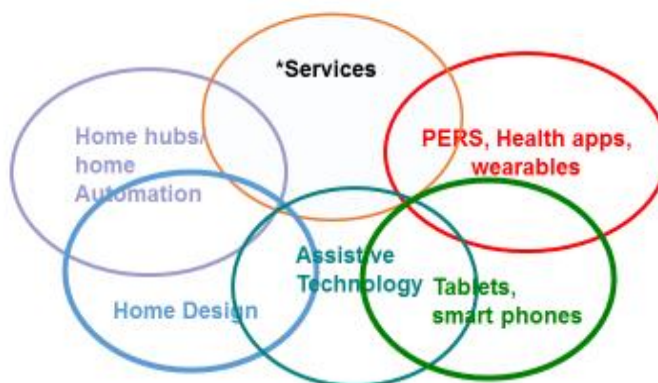 *Services
Home hubs/
home
Automation
PERS, Health apps,
wearables
Assistive
Technology
Home Design
Tablets,
smart phones